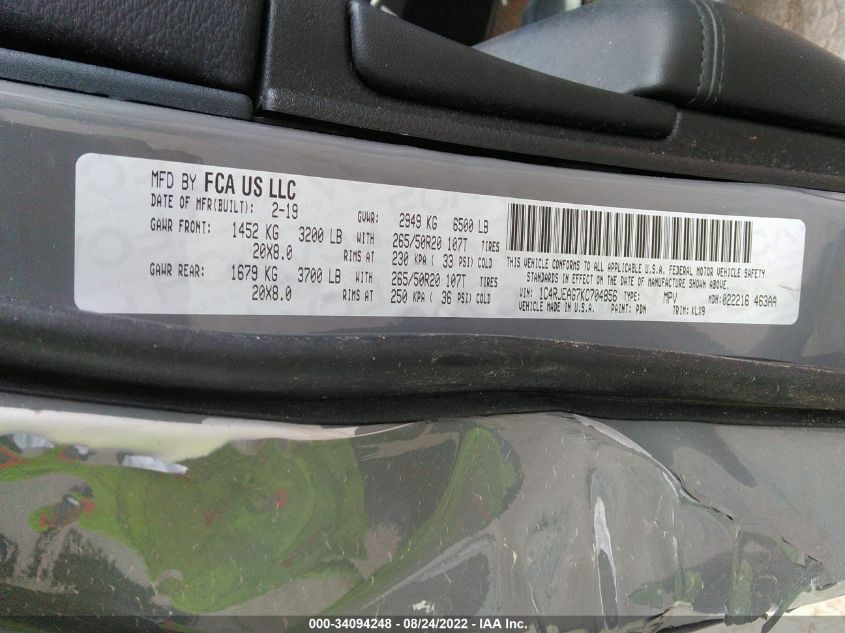 MFD BY FCA US LLC
DATE OF MFR(BUILT): 2-19 GVWR: 2949 KG 6500 LB
GAWR FRONT: 1452 KG 3200 LB WITH 265/50R20 107T TIRES
20X8.0 RIMS AT 230 KPA ( 33 PSI) COLD
GAWR REAR: 1679 KG 3700 LB WITH 265/50R20 107T TIRES
20X8.0 RIMS AT 250 KPA ( 36 PSI) COLD
THIS VEHICLE CONFORMS TO ALL APPLICABLE U.S.A. FEDERAL MOTOR VEHICLE SAFETY
STANDARDS IN EFFECT ON THE DATE OF MANUFACTURE SHOWN ABOVE.
VIN: 1C4RJEAG7KC704856 TYPE: MPV MDH: 022216 463AA
VEHICLE MADE IN U.S.A. PAINT: PDN TRIM: KLX9
000-34094248 - 08/24/2022 - IAA Inc.